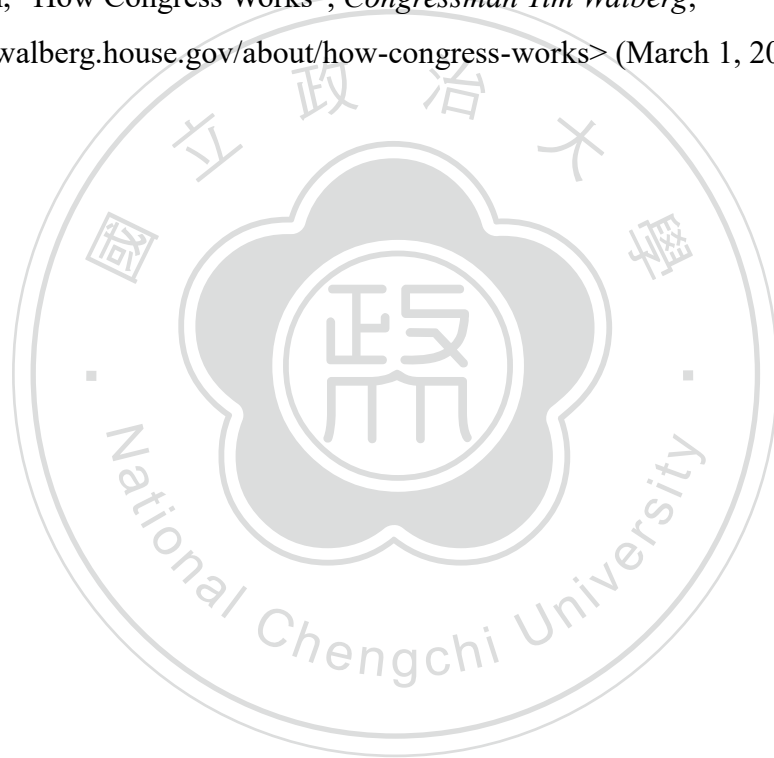 "How Congress Works", Congressman Tim Walberg,
walberg.house.gov/about/how-congress-works> (March 1, 20
國立政治大學
政大
National Chengchi University